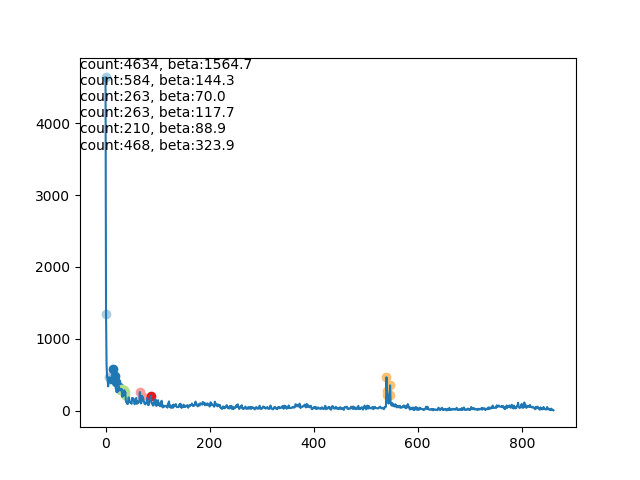 count:4634, beta:1564.7
count:584, beta:144.3
count:263, beta:70.0
count:263, beta:117.7
count:210, beta:88.9
count:468, beta:323.9
4000
3000
2000
1000
0
0 200 400 600 800